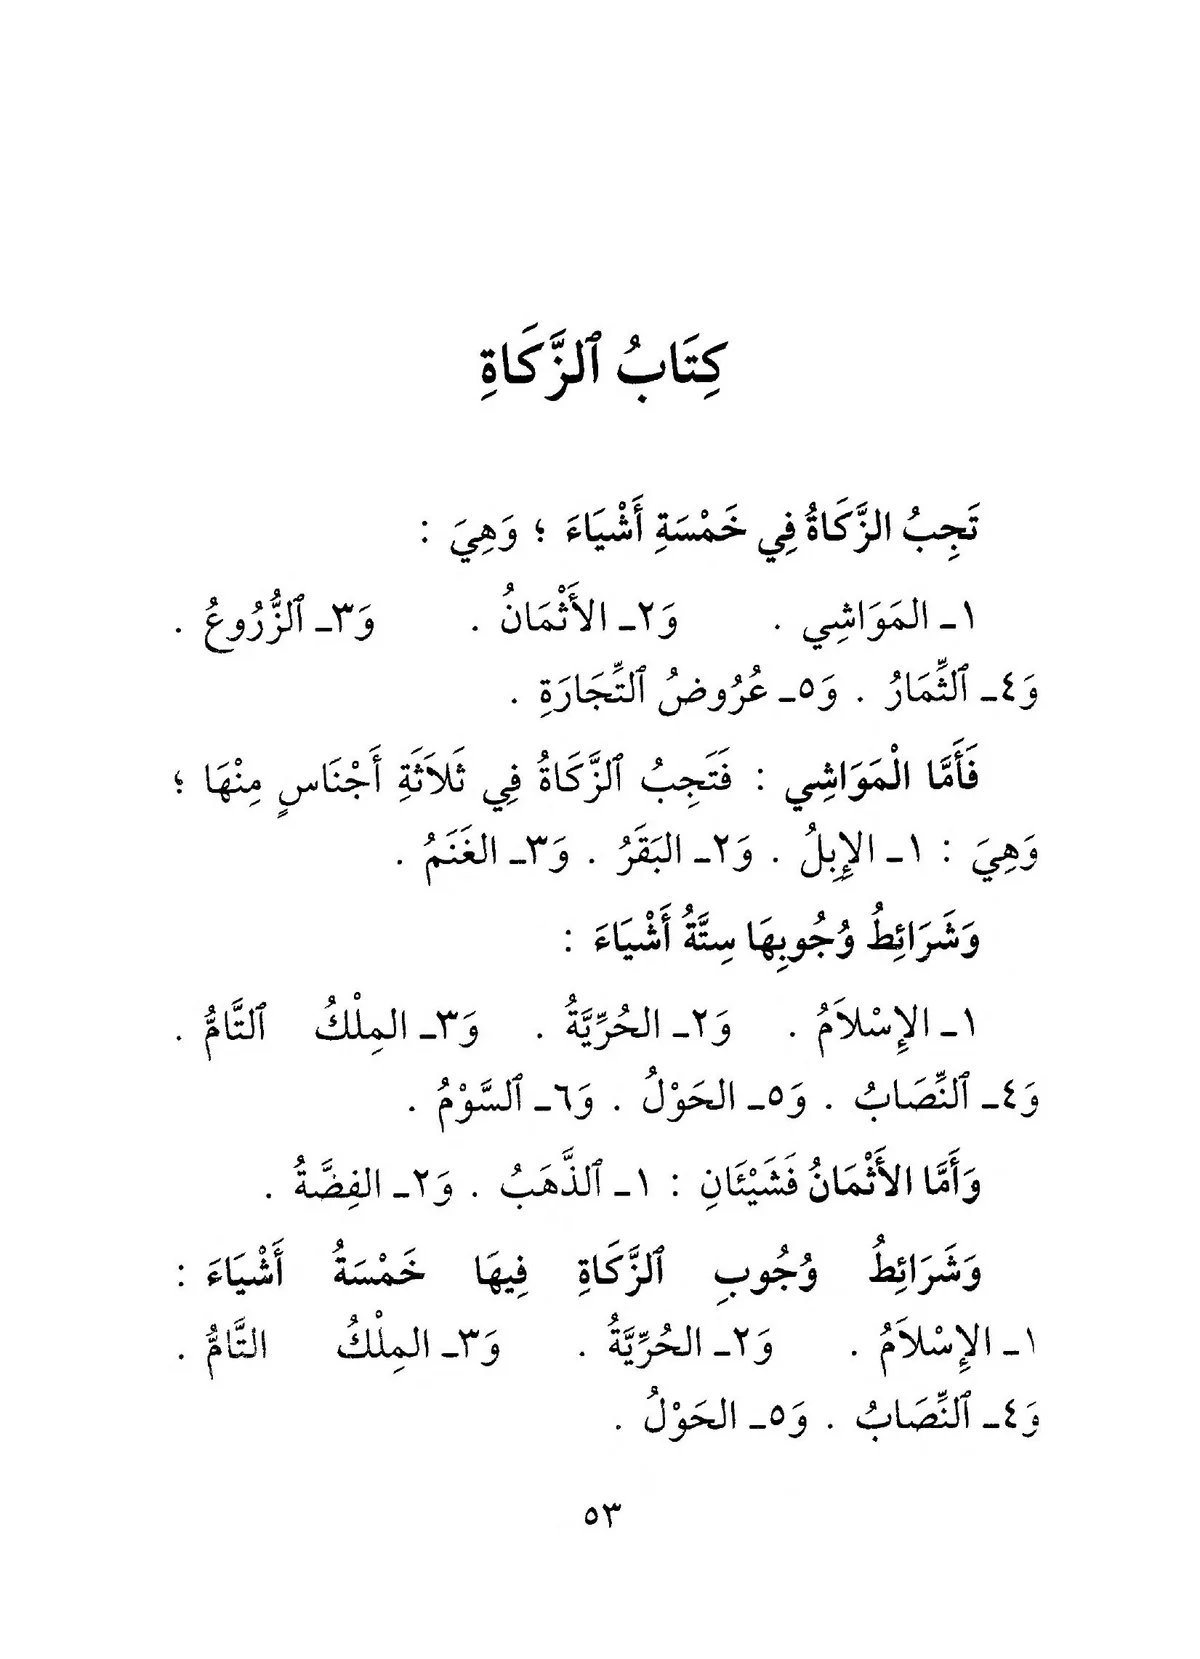 كِتَابُ ٱلزَّكَاةِ
تَجِبُ الزَّكَاةُ فِي خَمْسَةِ أَشْيَاءَ ؛ وَهِيَ :
١ـ المَوَاشِي . وَ٢ـ الأَثْمَانُ . وَ٣ـ ٱلزُّرُوعُ .
وَ٤ـ ٱلثِّمَارُ . وَ٥ـ عُرُوضُ ٱلتِّجَارَةِ .
فَأَمَّا الْمَوَاشِي : فَتَجِبُ ٱلزَّكَاةُ فِي ثَلاَثَةِ أَجْنَاسٍ مِنْهَا ؛
وَهِيَ : ١ـ الإِبِلُ . وَ٢ـ البَقَرُ . وَ٣ـ الغَنَمُ .
وَشَرَائِطُ وُجُوبِهَا سِتَّةُ أَشْيَاءَ :
١ـ الإِسْلاَمُ . وَ٢ـ الحُرِّيَّةُ . وَ٣ـ المِلْكُ ٱلتَّامُّ .
وَ٤ـ ٱلنِّصَابُ . وَ٥ـ الحَوْلُ . وَ٦ـ ٱلسَّوْمُ .
وَأَمَّا الأَثْمَانُ فَشَيْئَانِ : ١ـ ٱلذَّهَبُ . وَ٢ـ الفِضَّةُ .
وَشَرَائِطُ وُجُوبِ ٱلزَّكَاةِ فِيهَا خَمْسَةُ أَشْيَاءَ :
١ـ الإِسْلاَمُ . وَ٢ـ الحُرِّيَّةُ . وَ٣ـ المِلْكُ التَّامُّ .
وَ٤ـ ٱلنِّصَابُ . وَ٥ـ الحَوْلُ .
٥٣